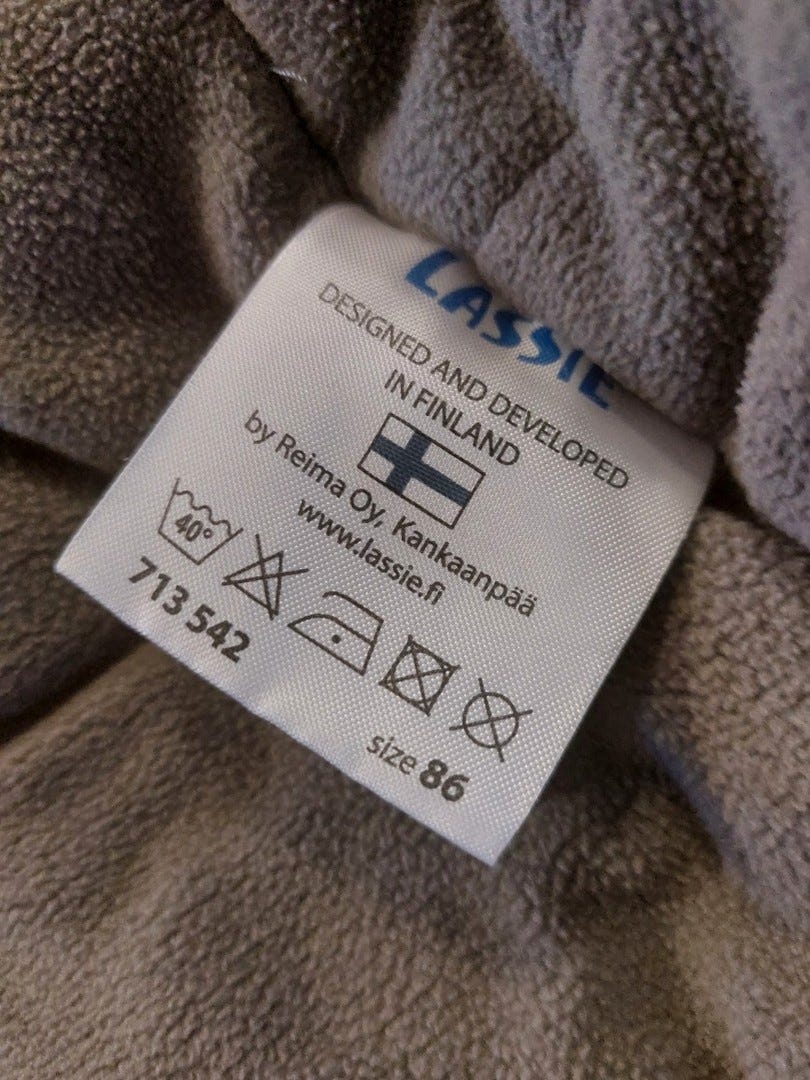 LASSIE
DESIGNED AND DEVELOPED
IN FINLAND
by Reima Oy, Kankaanpää
www.lassie.fi
40°
713 542
size 86